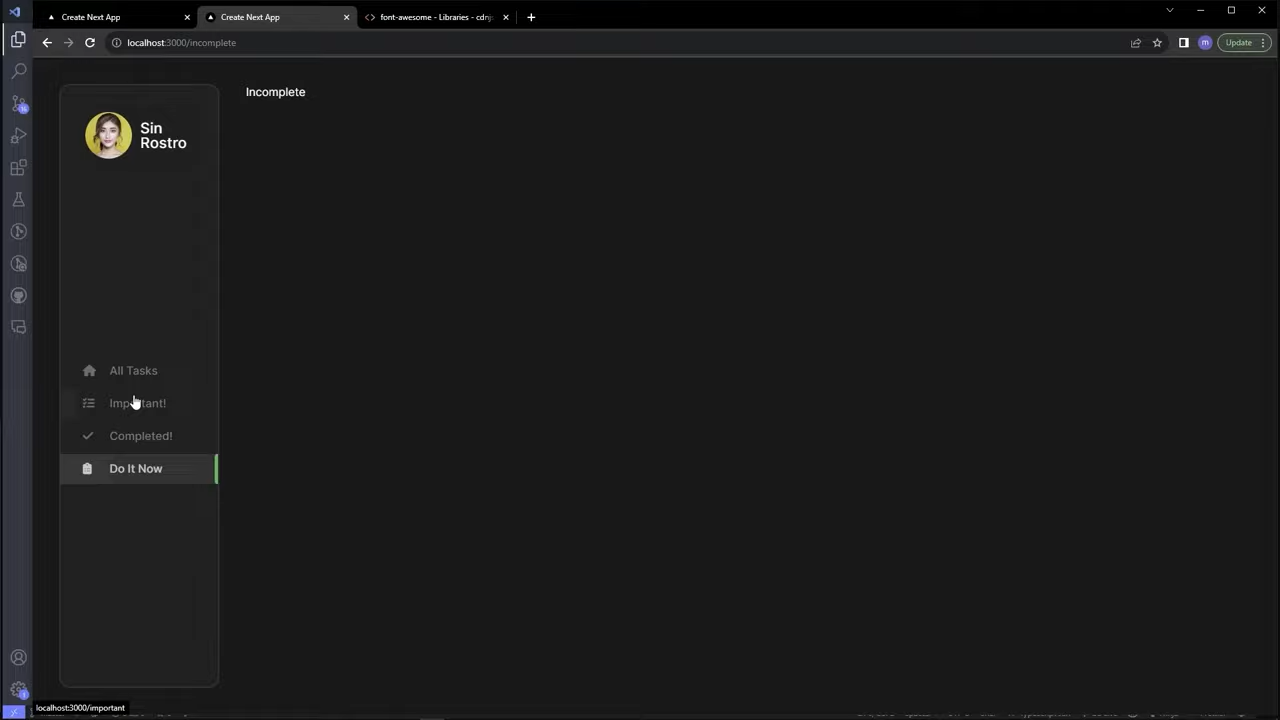 Create Next App
Create Next App
font-awesome - Libraries - cdnj
localhost:3000/incomplete
m
Update
Incomplete
Sin
Rostro
All Tasks
Important!
Completed!
Do It Now
localhost:3000/important